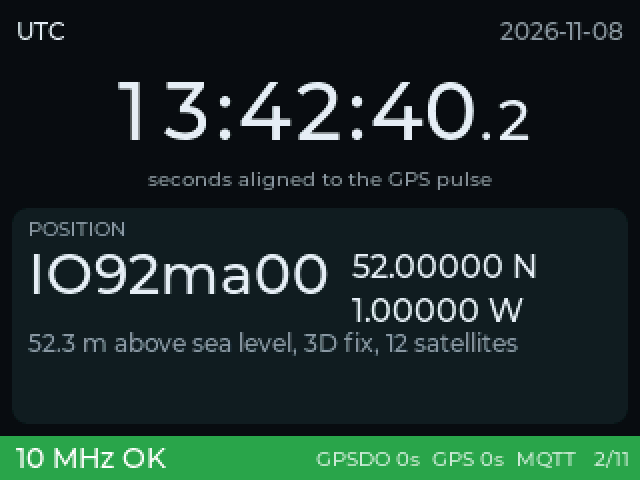 UTC 2026-11-08
13:42:40.2
seconds aligned to the GPS pulse
POSITION
IO92ma00 52.00000 N
1.00000 W
52.3 m above sea level, 3D fix, 12 satellites
10 MHz OK GPSDO 0s GPS 0s MQTT 2/11